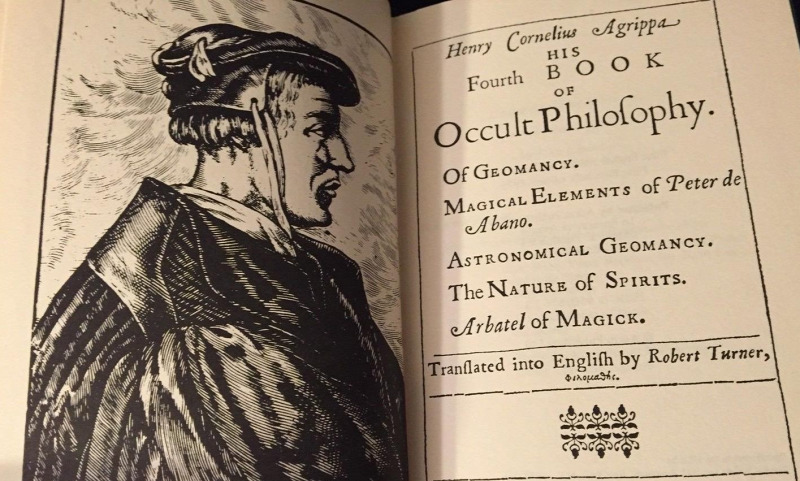 Henry Cornelius Agrippa
HIS
Fourth BOOK
OF
Occult Philoſophy.
Of GEOMANCY.
MAGICAL ELEMENTS of Peter de
Abano.
ASTRONOMICAL GEOMANCY.
The NATURE of SPIRITS.
Arbatel of MAGICK.
Tranſlated into Engliſh by Robert Turner,
Φιλομαθής.